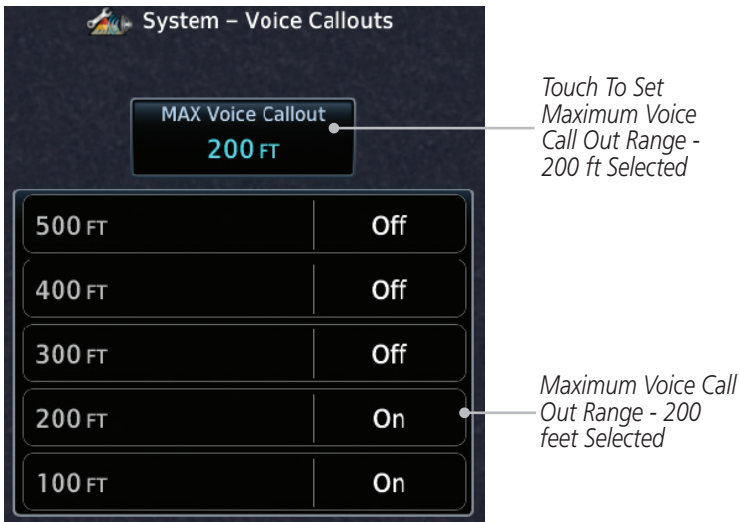 System – Voice Callouts
MAX Voice Callout
200 FT
Touch To Set
Maximum Voice
Call Out Range -
200 ft Selected
500 FT Off
400 FT Off
300 FT Off
200 FT On
Maximum Voice Call
Out Range - 200
feet Selected
100 FT On